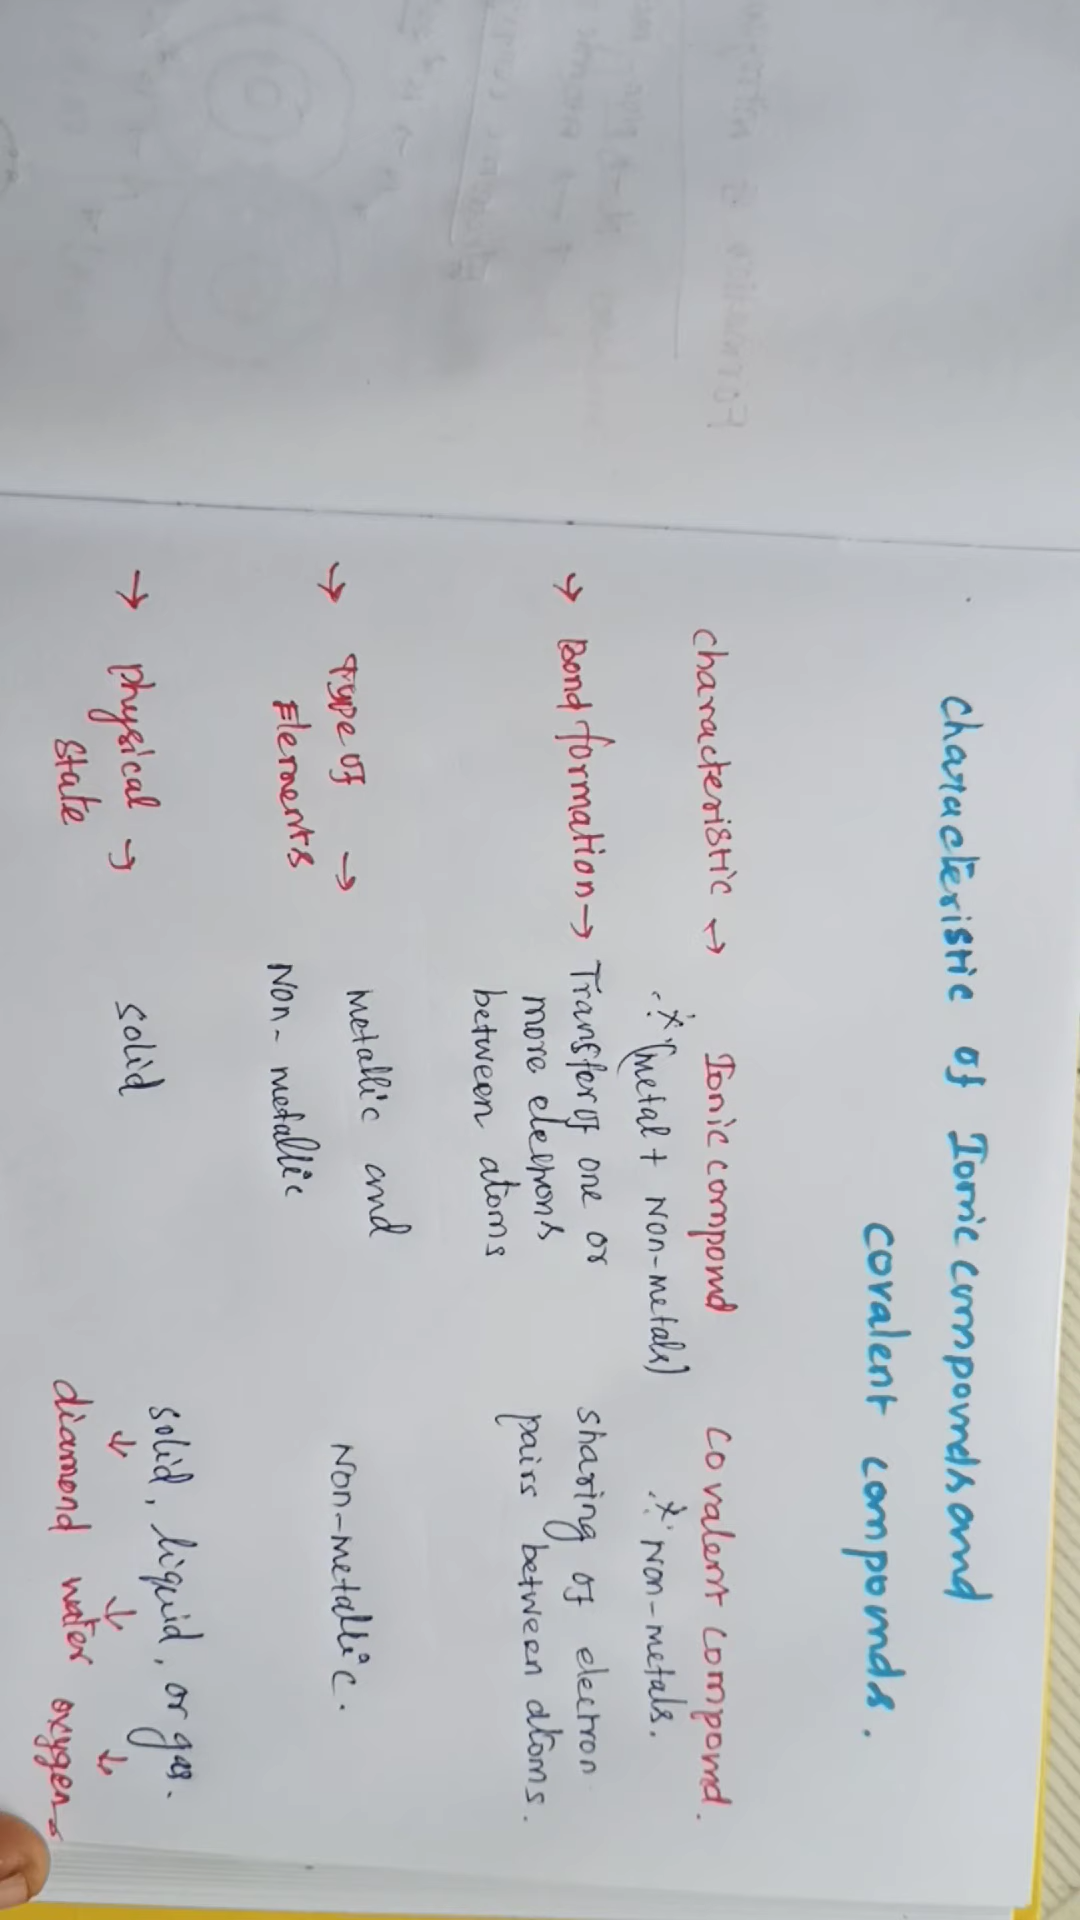 characteristic of Ionic compounds and
covalent compounds.
characteristic → Ionic compound covalent compound.
(metal + Non-metals) Non-metals.
→ Bond formation → Transfer of one or sharing of electron
more electrons pairs between atoms.
between atoms
→ Type of → metallic and Non-metallic.
Elements Non-metallic
→ physical → solid solid, liquid, or gas.
state ↓ ↓ ↓
diamond water oxygen